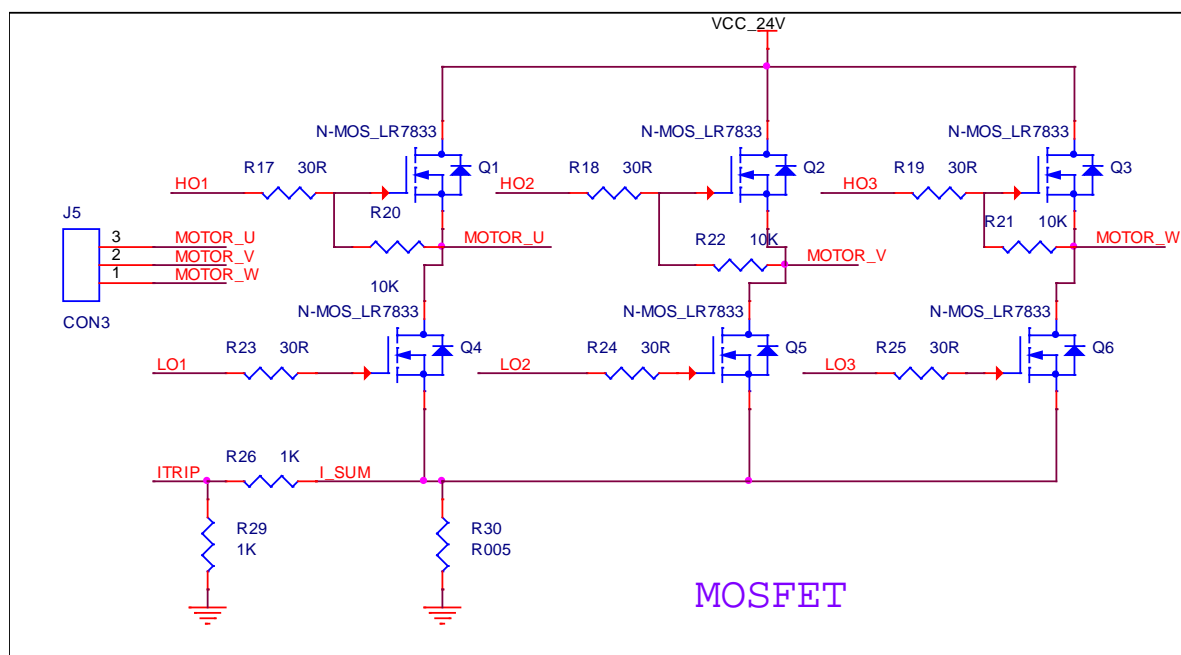 VCC_24V
N-MOS_LR7833 N-MOS_LR7833 N-MOS_LR7833
R17 30R Q1 R18 30R Q2 R19 30R Q3
HO1 HO2 HO3
J5 R20 R21 10K
3 MOTOR_U MOTOR_U R22 10K MOTOR_W
2 MOTOR_V MOTOR_V
1 MOTOR_W
10K
CON3 N-MOS_LR7833 N-MOS_LR7833 N-MOS_LR7833
R23 30R Q4 R24 30R Q5 R25 30R Q6
LO1 LO2 LO3
R26 1K
ITRIP I_SUM
R29 R30
1K R005
MOSFET